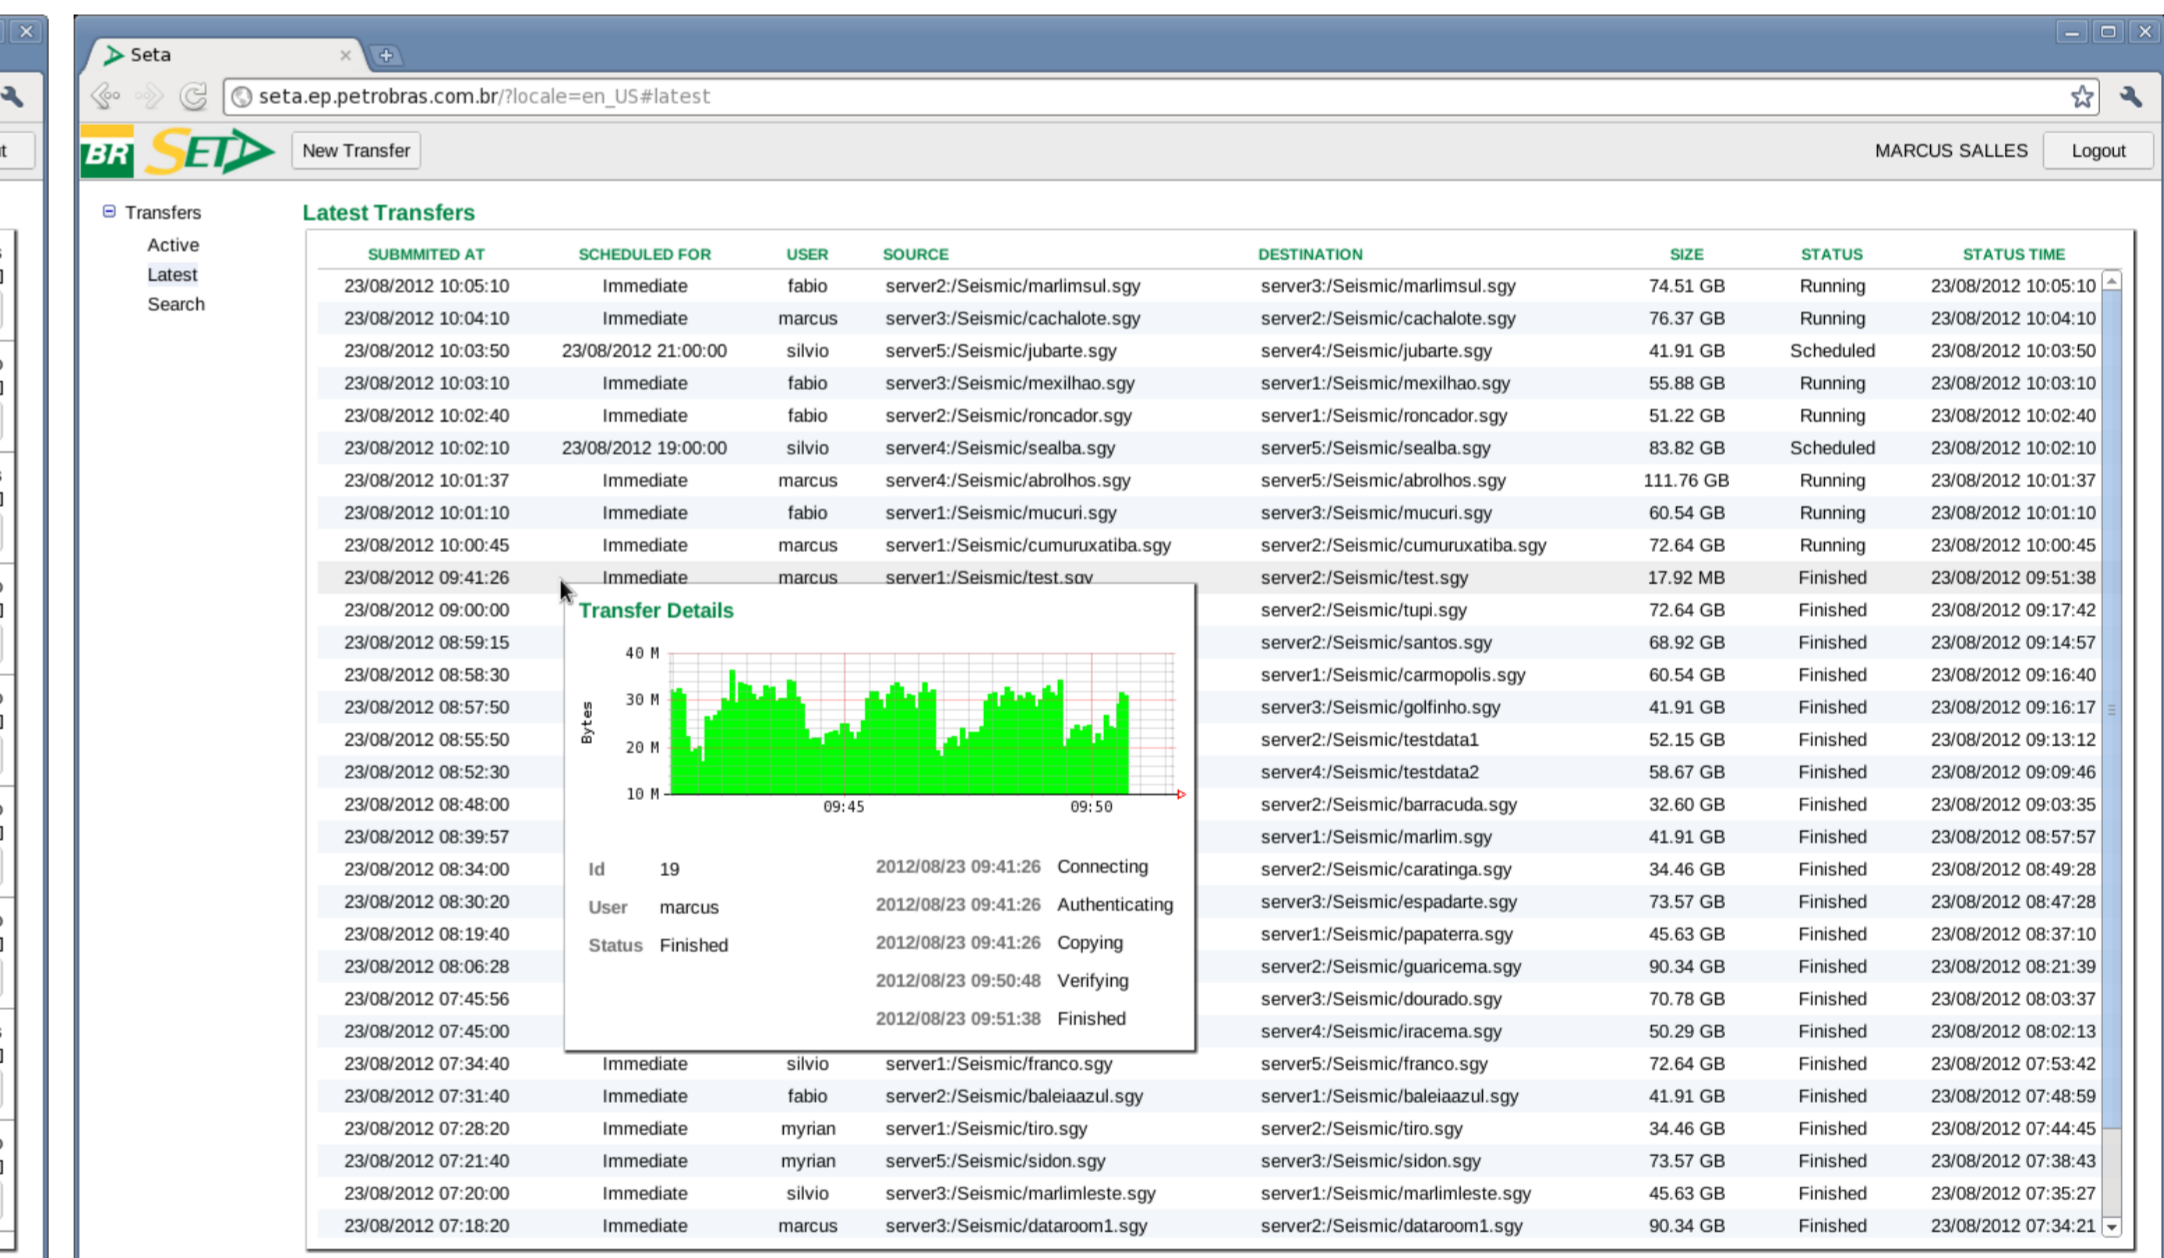 Seta
seta.ep.petrobras.com.br/?locale=en_US#latest
BR SETA New Transfer MARCUS SALLES Logout
Transfers
Active
Latest
Search
Latest Transfers
SUBMMITED AT SCHEDULED FOR USER SOURCE DESTINATION SIZE STATUS STATUS TIME
23/08/2012 10:05:10 Immediate fabio server2:/Seismic/marlimsul.sgy server3:/Seismic/marlimsul.sgy 74.51 GB Running 23/08/2012 10:05:10
23/08/2012 10:04:10 Immediate marcus server3:/Seismic/cachalote.sgy server2:/Seismic/cachalote.sgy 76.37 GB Running 23/08/2012 10:04:10
23/08/2012 10:03:50 23/08/2012 21:00:00 silvio server5:/Seismic/jubarte.sgy server4:/Seismic/jubarte.sgy 41.91 GB Scheduled 23/08/2012 10:03:50
23/08/2012 10:03:10 Immediate fabio server3:/Seismic/mexilhao.sgy server1:/Seismic/mexilhao.sgy 55.88 GB Running 23/08/2012 10:03:10
23/08/2012 10:02:40 Immediate fabio server2:/Seismic/roncador.sgy server1:/Seismic/roncador.sgy 51.22 GB Running 23/08/2012 10:02:40
23/08/2012 10:02:10 23/08/2012 19:00:00 silvio server4:/Seismic/sealba.sgy server5:/Seismic/sealba.sgy 83.82 GB Scheduled 23/08/2012 10:02:10
23/08/2012 10:01:37 Immediate marcus server4:/Seismic/abrolhos.sgy server5:/Seismic/abrolhos.sgy 111.76 GB Running 23/08/2012 10:01:37
23/08/2012 10:01:10 Immediate fabio server1:/Seismic/mucuri.sgy server3:/Seismic/mucuri.sgy 60.54 GB Running 23/08/2012 10:01:10
23/08/2012 10:00:45 Immediate marcus server1:/Seismic/cumuruxatiba.sgy server2:/Seismic/cumuruxatiba.sgy 72.64 GB Running 23/08/2012 10:00:45
23/08/2012 09:41:26 Immediate marcus server1:/Seismic/test.sgy server2:/Seismic/test.sgy 17.92 MB Finished 23/08/2012 09:51:38
23/08/2012 09:00:00 server2:/Seismic/tupi.sgy 72.64 GB Finished 23/08/2012 09:17:42
23/08/2012 08:59:15 server2:/Seismic/santos.sgy 68.92 GB Finished 23/08/2012 09:14:57
23/08/2012 08:58:30 server1:/Seismic/carmopolis.sgy 60.54 GB Finished 23/08/2012 09:16:40
23/08/2012 08:57:50 server3:/Seismic/golfinho.sgy 41.91 GB Finished 23/08/2012 09:16:17
23/08/2012 08:55:50 server2:/Seismic/testdata1 52.15 GB Finished 23/08/2012 09:13:12
23/08/2012 08:52:30 server4:/Seismic/testdata2 58.67 GB Finished 23/08/2012 09:09:46
23/08/2012 08:48:00 server2:/Seismic/barracuda.sgy 32.60 GB Finished 23/08/2012 09:03:35
23/08/2012 08:39:57 server1:/Seismic/marlim.sgy 41.91 GB Finished 23/08/2012 08:57:57
23/08/2012 08:34:00 server2:/Seismic/caratinga.sgy 34.46 GB Finished 23/08/2012 08:49:28
23/08/2012 08:30:20 server3:/Seismic/espadarte.sgy 73.57 GB Finished 23/08/2012 08:47:28
23/08/2012 08:19:40 server1:/Seismic/papaterra.sgy 45.63 GB Finished 23/08/2012 08:37:10
23/08/2012 08:06:28 server2:/Seismic/guaricema.sgy 90.34 GB Finished 23/08/2012 08:21:39
23/08/2012 07:45:56 server3:/Seismic/dourado.sgy 70.78 GB Finished 23/08/2012 08:03:37
23/08/2012 07:45:00 server4:/Seismic/iracema.sgy 50.29 GB Finished 23/08/2012 08:02:13
23/08/2012 07:34:40 Immediate silvio server1:/Seismic/franco.sgy server5:/Seismic/franco.sgy 72.64 GB Finished 23/08/2012 07:53:42
23/08/2012 07:31:40 Immediate fabio server2:/Seismic/baleiaazul.sgy server1:/Seismic/baleiaazul.sgy 41.91 GB Finished 23/08/2012 07:48:59
23/08/2012 07:28:20 Immediate myrian server1:/Seismic/tiro.sgy server2:/Seismic/tiro.sgy 34.46 GB Finished 23/08/2012 07:44:45
23/08/2012 07:21:40 Immediate myrian server5:/Seismic/sidon.sgy server3:/Seismic/sidon.sgy 73.57 GB Finished 23/08/2012 07:38:43
23/08/2012 07:20:00 Immediate silvio server3:/Seismic/marlimleste.sgy server1:/Seismic/marlimleste.sgy 45.63 GB Finished 23/08/2012 07:35:27
23/08/2012 07:18:20 Immediate marcus server3:/Seismic/dataroom1.sgy server2:/Seismic/dataroom1.sgy 90.34 GB Finished 23/08/2012 07:34:21
Transfer Details
40 M
30 M
20 M
10 M
Bytes
09:45 09:50
Id 19
User marcus
Status Finished
2012/08/23 09:41:26 Connecting
2012/08/23 09:41:26 Authenticating
2012/08/23 09:41:26 Copying
2012/08/23 09:50:48 Verifying
2012/08/23 09:51:38 Finished